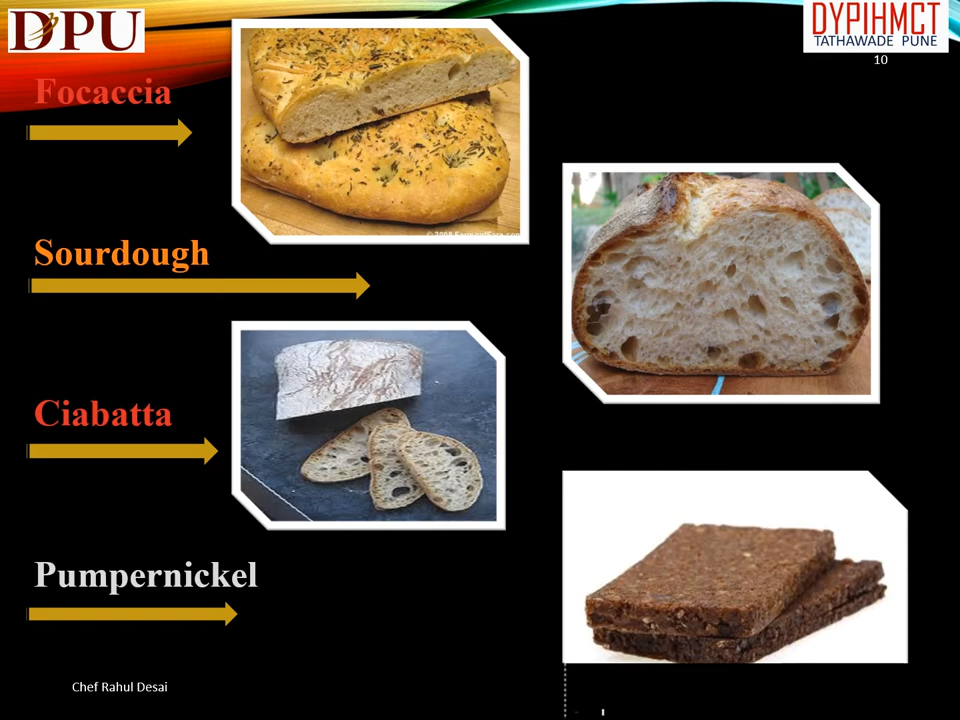 DPU
DYPIHMCT
TATHAWADE PUNE
10
Focaccia
Sourdough
Ciabatta
Pumpernickel
Chef Rahul Desai